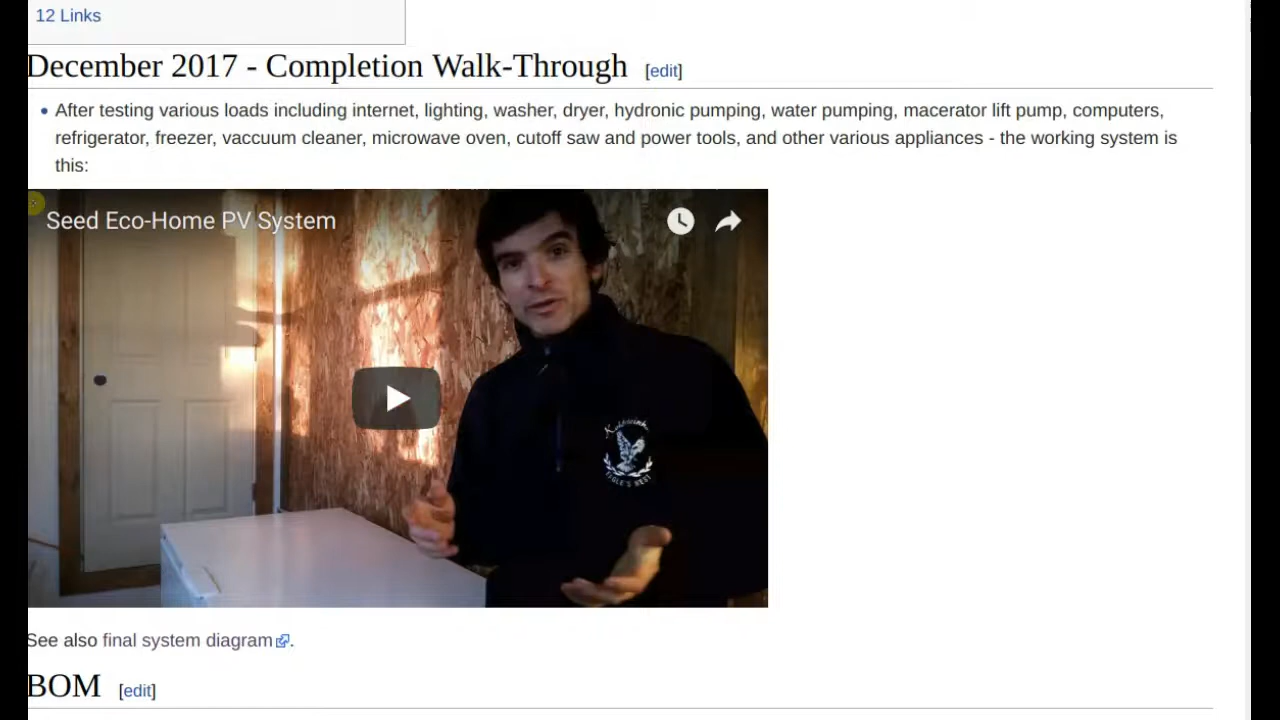 12 Links
December 2017 - Completion Walk-Through [edit]
After testing various loads including internet, lighting, washer, dryer, hydronic pumping, water pumping, macerator lift pump, computers,
refrigerator, freezer, vaccuum cleaner, microwave oven, cutoff saw and power tools, and other various appliances - the working system is
this:
Seed Eco-Home PV System
EAGLE'S NEST
See also final system diagram.
BOM [edit]